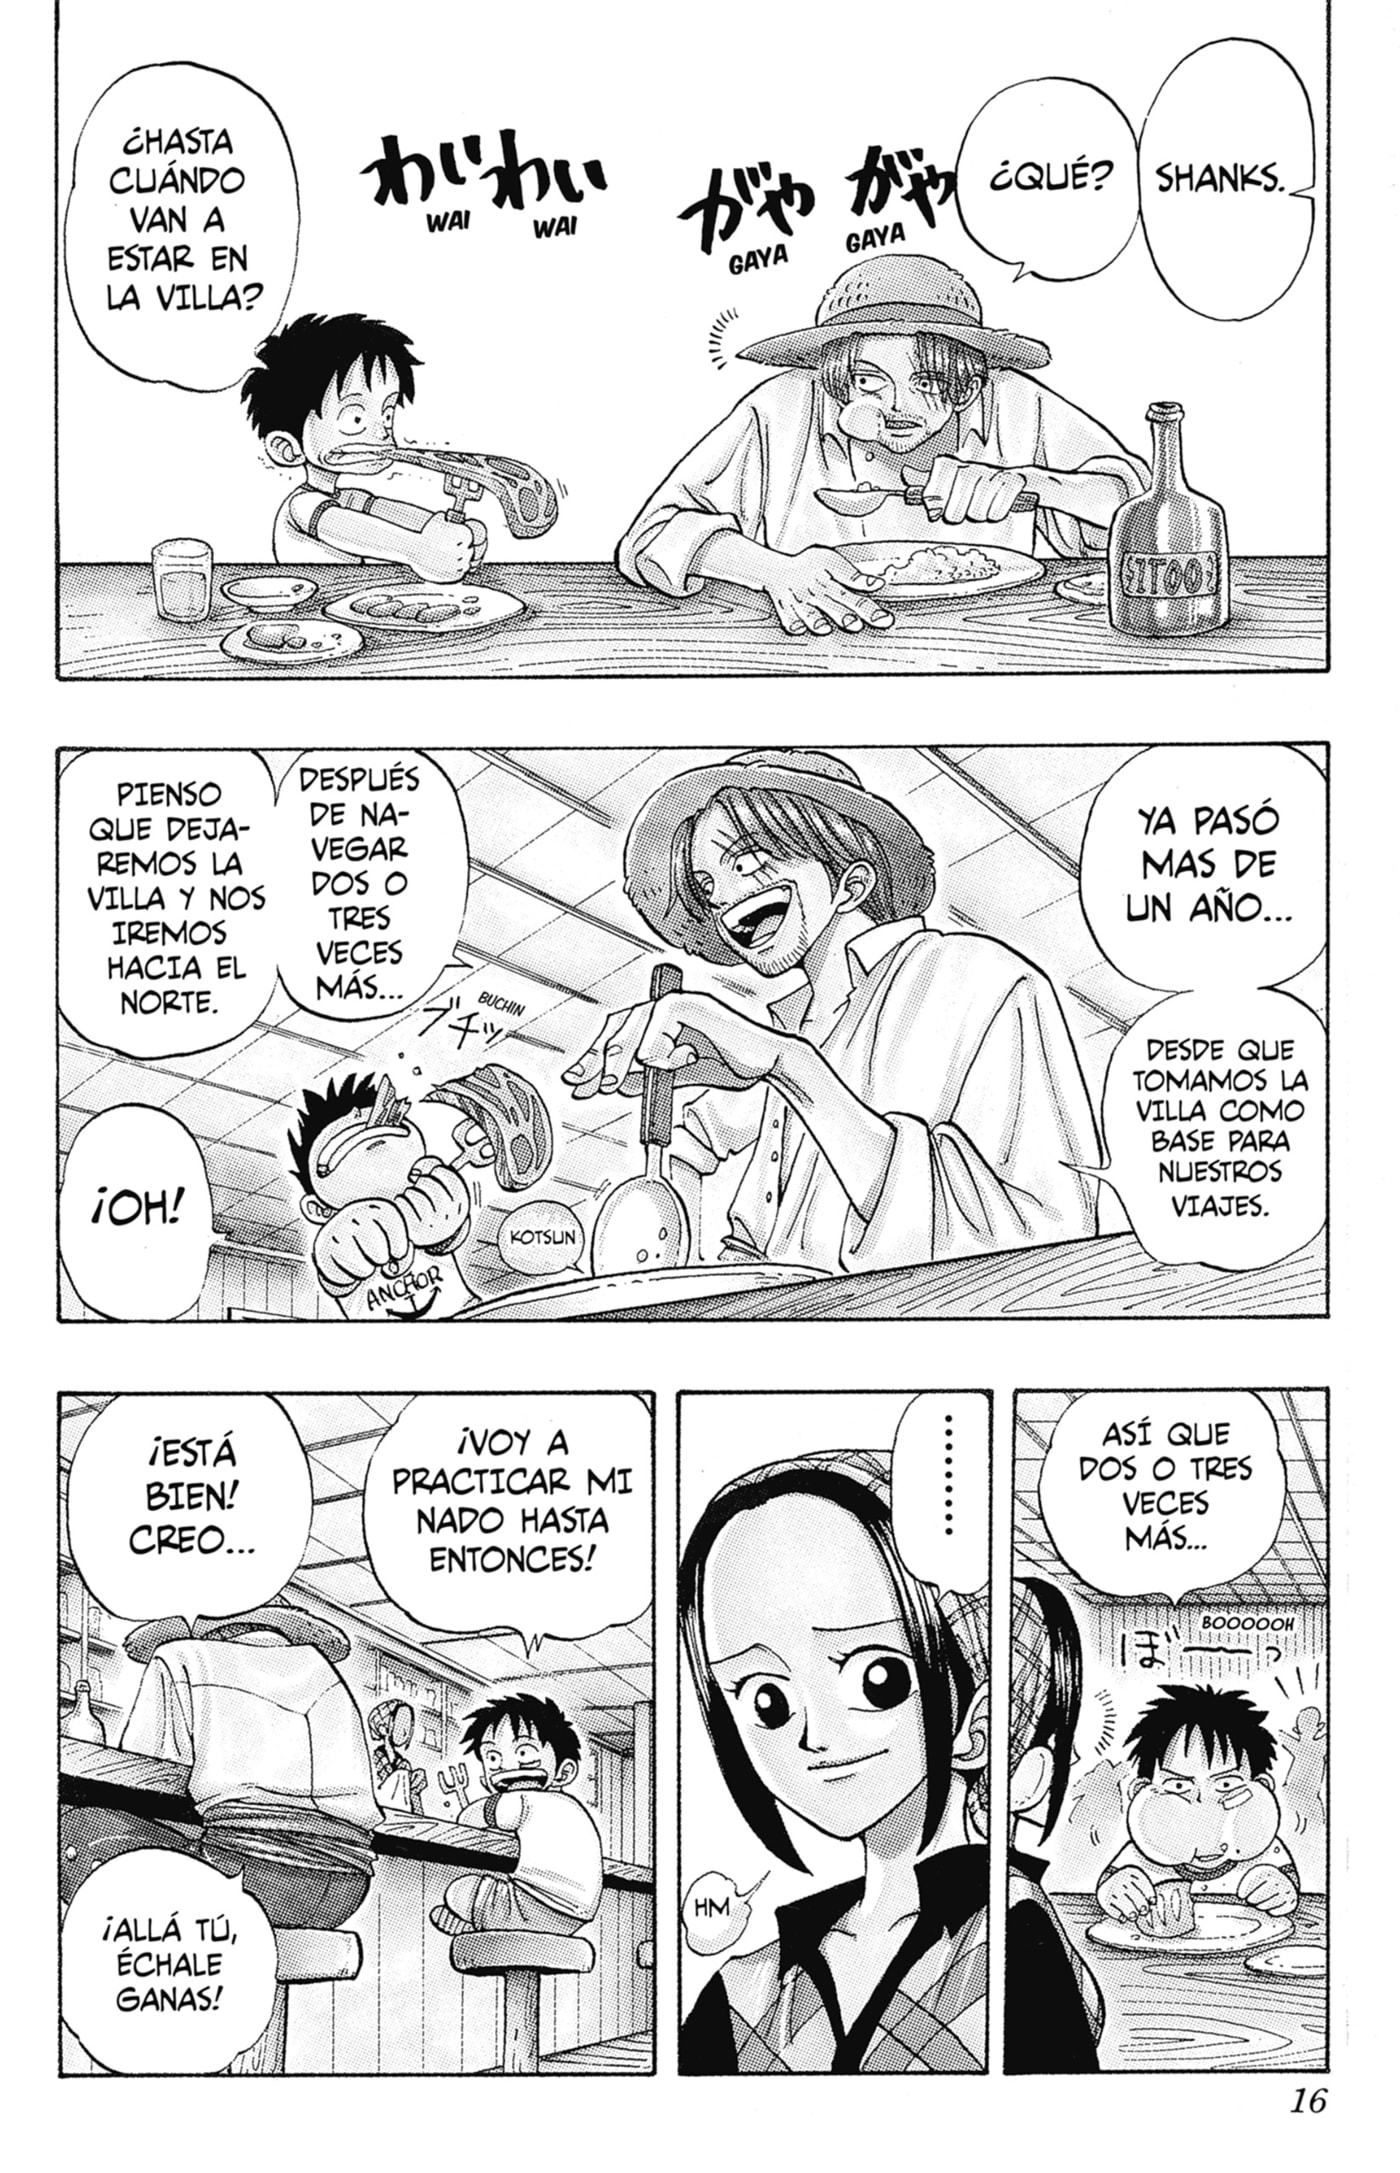 SHANKS.
¿QUÉ?
がや がや
GAYA
GAYA
わいわい
WAI
WAI
¿HASTA
CUÁNDO
VAN A
ESTAR EN
LA VILLA?
YA PASÓ
MAS DE
UN AÑO...
DESDE QUE
TOMAMOS LA
VILLA COMO
BASE PARA
NUESTROS
VIAJES.
DESPUÉS
DE NA-
VEGAR
DOS O
TRES
VECES
MÁS...
PIENSO
QUE DEJA-
REMOS LA
VILLA Y NOS
IREMOS
HACIA EL
NORTE.
BUCHIN
ブチッ
KOTSUN
ANCHOR
¡OH!
ASÍ QUE
DOS O TRES
VECES
MÁS...
BOOOOOH
ぼーっ
.........
HM
¡VOY A
PRACTICAR MI
NADO HASTA
ENTONCES!
¡ESTÁ
BIEN!
CREO...
¡ALLÁ TÚ,
ÉCHALE
GANAS!
16